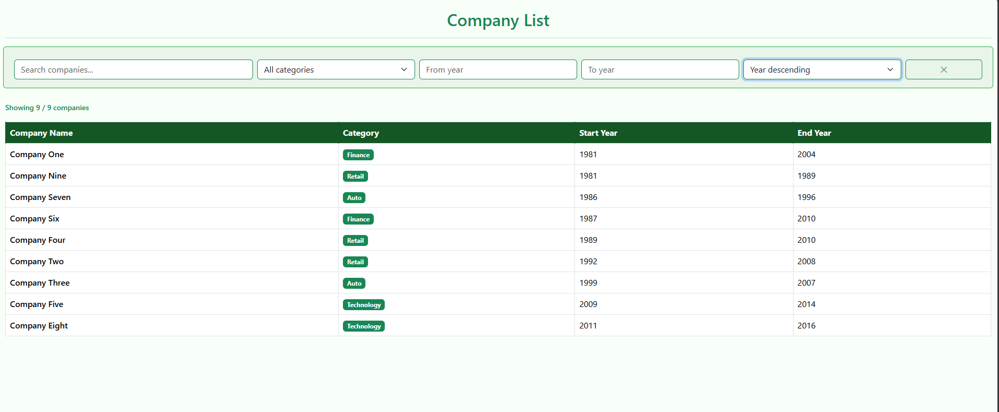 Company List
Search companies... All categories From year To year Year descending
Showing 9 / 9 companies
Company Name Category Start Year End Year
Company One Finance 1981 2004
Company Nine Retail 1981 1989
Company Seven Auto 1986 1996
Company Six Finance 1987 2010
Company Four Retail 1989 2010
Company Two Retail 1992 2008
Company Three Auto 1999 2007
Company Five Technology 2009 2014
Company Eight Technology 2011 2016